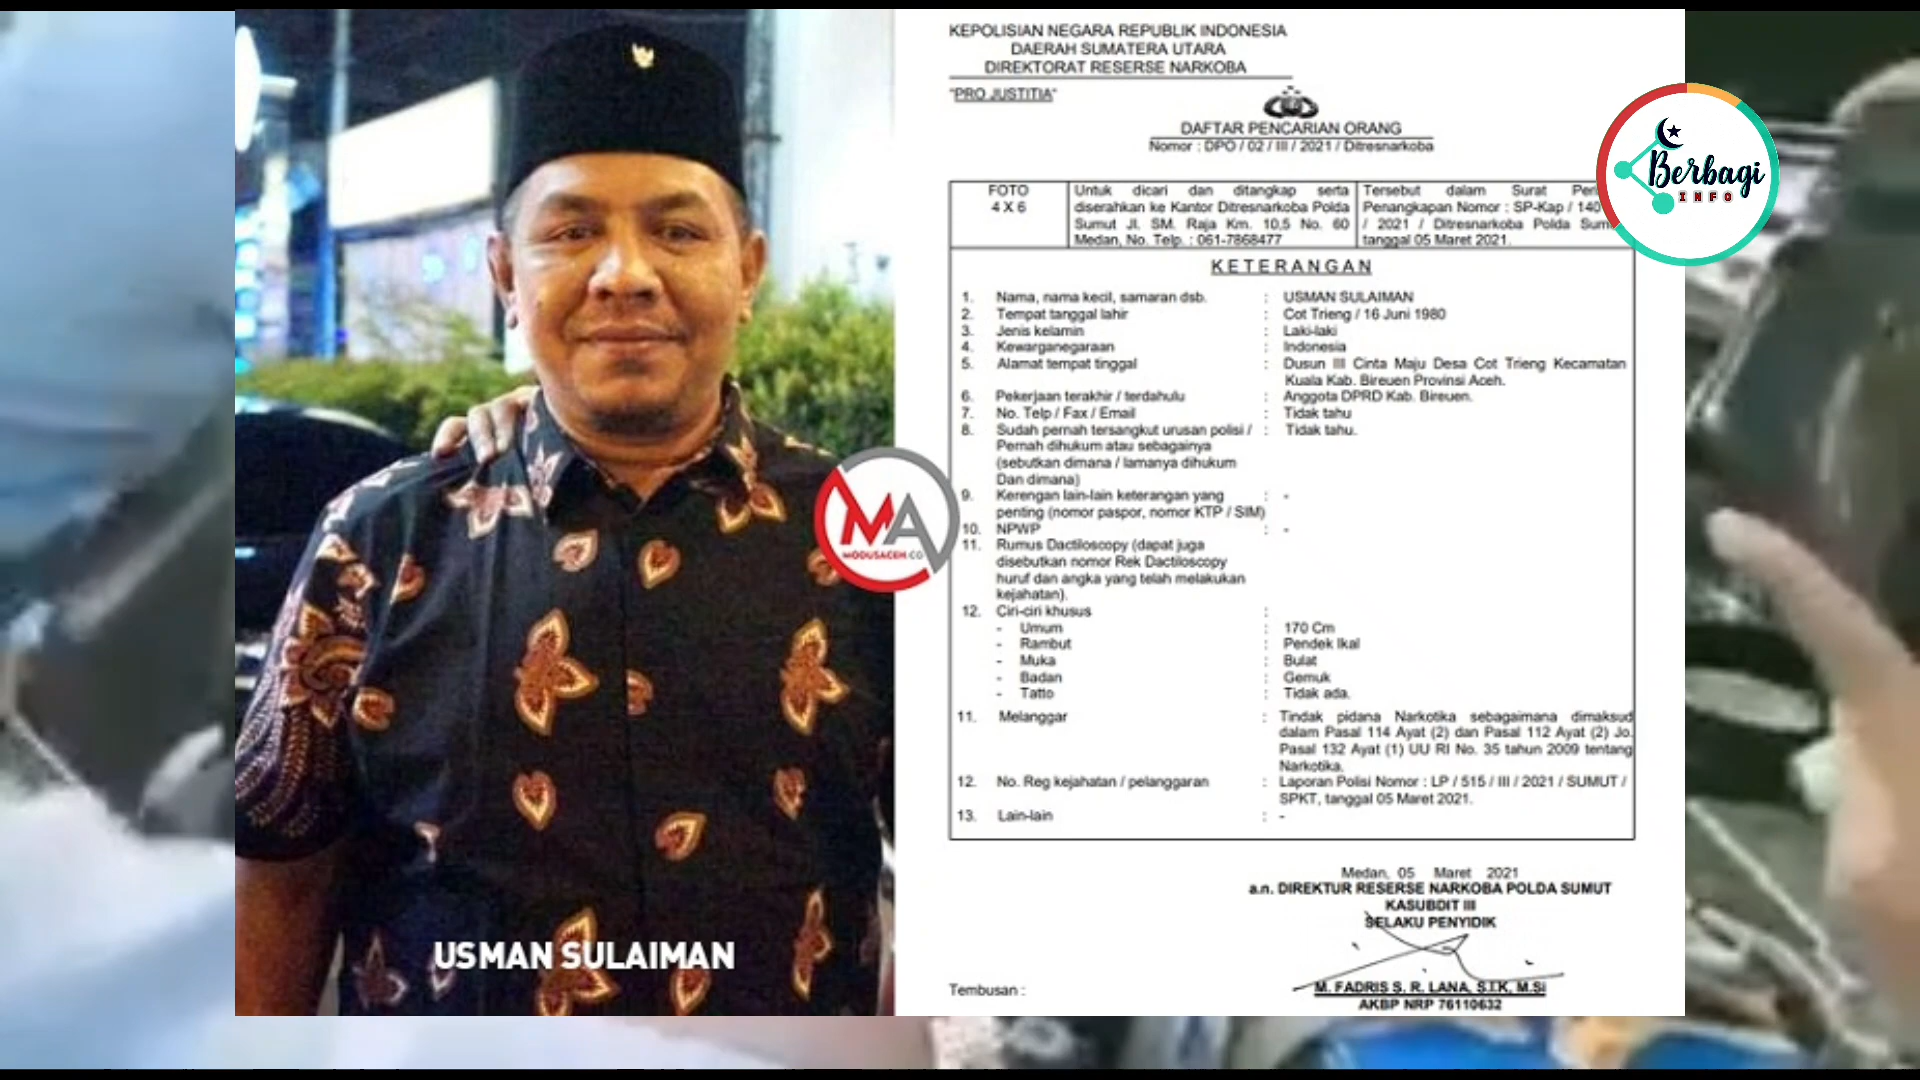 KEPOLISIAN NEGARA REPUBLIK INDONESIA
DAERAH SUMATERA UTARA
DIREKTORAT RESERSE NARKOBA
"PRO JUSTITIA"
DAFTAR PENCARIAN ORANG
Nomor : DPO / 02 / III / 2021 / Ditresnarkoba
FOTO
4 X 6
Untuk dicari dan ditangkap serta
diserahkan ke Kantor Ditresnarkoba Polda
Sumut Jl. SM. Raja Km. 10,5 No. 60
Medan, No. Telp. : 061-7868477
Tersebut dalam Surat
Penangkapan Nomor : SP-Kap / 140
/ 2021 / Ditresnarkoba Polda
tanggal 05 Maret 2021.
KETERANGAN
1. Nama, nama kecil, samaran dsb. : USMAN SULAIMAN
2. Tempat tanggal lahir : Cot Trieng / 16 Juni 1980
3. Jenis kelamin : Laki-laki
4. Kewarganegaraan : Indonesia
5. Alamat tempat tinggal : Dusun III Cinta Maju Desa Cot Trieng Kecamatan
Kuala Kab. Bireuen Provinsi Aceh.
6. Pekerjaan terakhir / terdahulu : Anggota DPRD Kab. Bireuen.
7. No. Telp / Fax / Email : Tidak tahu
8. Sudah pernah tersangkut urusan polisi / : Tidak tahu.
Pernah dihukum atau sebagainya
(sebutkan dimana / lamanya dihukum
Dan dimana)
9. Kerengan lain-lain keterangan yang : -
penting (nomor paspor, nomor KTP / SIM)
10. NPWP : -
11. Rumus Dactiloscopy (dapat juga
disebutkan nomor Rek Dactiloscopy
huruf dan angka yang telah melakukan
kejahatan).
12. Ciri-ciri khusus :
- Umum : 170 Cm
- Rambut : Pendek Ikal
- Muka : Bulat
- Badan : Gemuk
- Tatto : Tidak ada.
11. Melanggar : Tindak pidana Narkotika sebagaimana dimaksud
dalam Pasal 114 Ayat (2) dan Pasal 112 Ayat (2) Jo.
Pasal 132 Ayat (1) UU RI No. 35 tahun 2009 tentang
Narkotika.
12. No. Reg kejahatan / pelanggaran : Laporan Polisi Nomor : LP / 515 / III / 2021 / SUMUT /
SPKT, tanggal 05 Maret 2021.
13. Lain-lain : -
Medan, 05 Maret 2021
a.n. DIREKTUR RESERSE NARKOBA POLDA SUMUT
KASUBDIT III
SELAKU PENYIDIK
M. FADRIS S. R. LANA, S.I.K, M.Si
AKBP NRP 76110632
Tembusan :
USMAN SULAIMAN
MA
MODUSACEH.CO
Berbagi
INFO